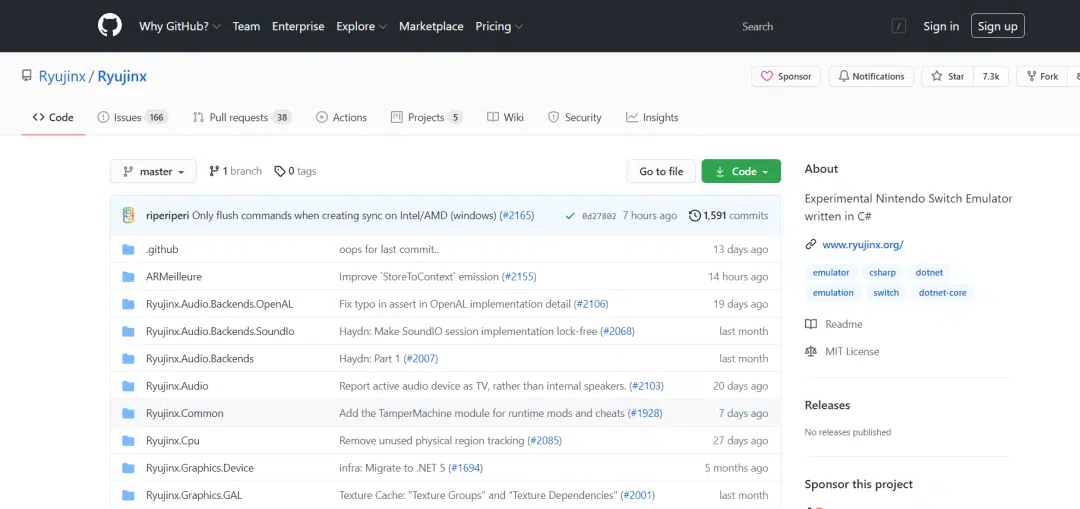 Why GitHub? Team Enterprise Explore Marketplace Pricing Search / Sign in Sign up
Ryujinx / Ryujinx Sponsor Notifications Star 7.3k Fork
Code Issues 166 Pull requests 38 Actions Projects 5 Wiki Security Insights
master 1 branch 0 tags Go to file Code
riperiperi Only flush commands when creating sync on Intel/AMD (windows) (#2165) 0d27802 7 hours ago 1,591 commits
.github oops for last commit.. 13 days ago
ARMeilleure Improve `StoreToContext` emission (#2155) 14 hours ago
Ryujinx.Audio.Backends.OpenAL Fix typo in assert in OpenAL implementation detail (#2106) 19 days ago
Ryujinx.Audio.Backends.SoundIo Haydn: Make SoundIO session implementation lock-free (#2068) last month
Ryujinx.Audio.Backends Haydn: Part 1 (#2007) last month
Ryujinx.Audio Report active audio device as TV, rather than internal speakers. (#2103) 20 days ago
Ryujinx.Common Add the TamperMachine module for runtime mods and cheats (#1928) 7 days ago
Ryujinx.Cpu Remove unused physical region tracking (#2085) 27 days ago
Ryujinx.Graphics.Device infra: Migrate to .NET 5 (#1694) 5 months ago
Ryujinx.Graphics.GAL Texture Cache: "Texture Groups" and "Texture Dependencies" (#2001) last month
About
Experimental Nintendo Switch Emulator
written in C#
www.ryujinx.org/
emulator csharp dotnet
emulation switch dotnet-core
Readme
MIT License
Releases
No releases published
Sponsor this project